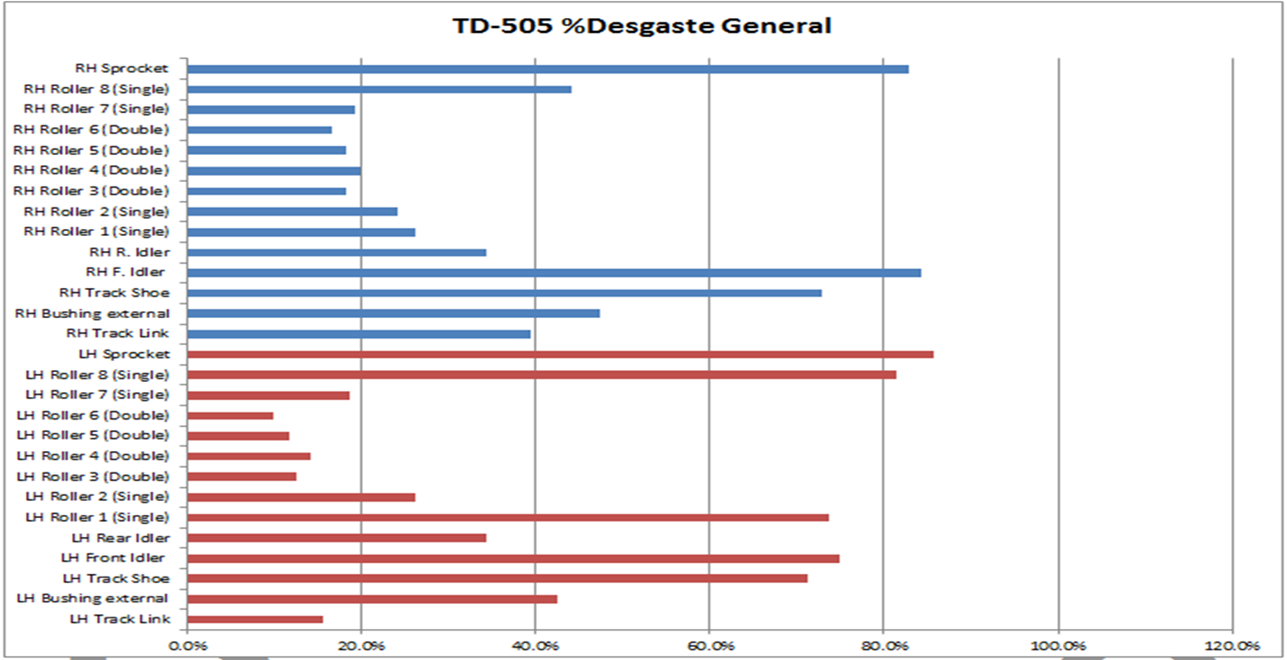 TD-505 %Desgaste General
RH Sprocket
RH Roller 8 (Single)
RH Roller 7 (Single)
RH Roller 6 (Double)
RH Roller 5 (Double)
RH Roller 4 (Double)
RH Roller 3 (Double)
RH Roller 2 (Single)
RH Roller 1 (Single)
RH R. Idler
RH F. Idler
RH Track Shoe
RH Bushing external
RH Track Link
LH Sprocket
LH Roller 8 (Single)
LH Roller 7 (Single)
LH Roller 6 (Double)
LH Roller 5 (Double)
LH Roller 4 (Double)
LH Roller 3 (Double)
LH Roller 2 (Single)
LH Roller 1 (Single)
LH Rear Idler
LH Front Idler
LH Track Shoe
LH Bushing external
LH Track Link
0.0% 20.0% 40.0% 60.0% 80.0% 100.0% 120.0%